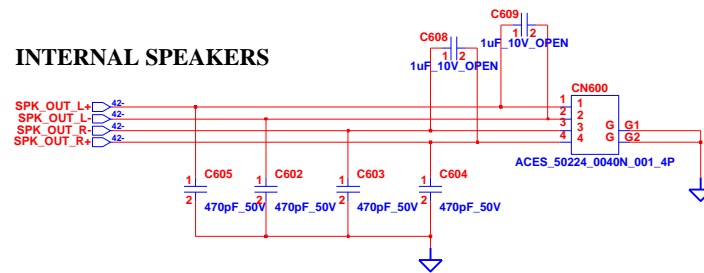 C609
1 2
1uF_10V_OPEN
C608
1 2
1uF_10V_OPEN
INTERNAL SPEAKERS
CN600
SPK_OUT_L+ 42- 1 1
SPK_OUT_L- 42- 2 2
SPK_OUT_R- 42- 3 3 G G1
SPK_OUT_R+ 42- 4 4 G G2
ACES_50224_0040N_001_4P
1 C605 1 C602 1 C603 1 C604
2 2 2 2
470pF_50V 470pF_50V 470pF_50V 470pF_50V